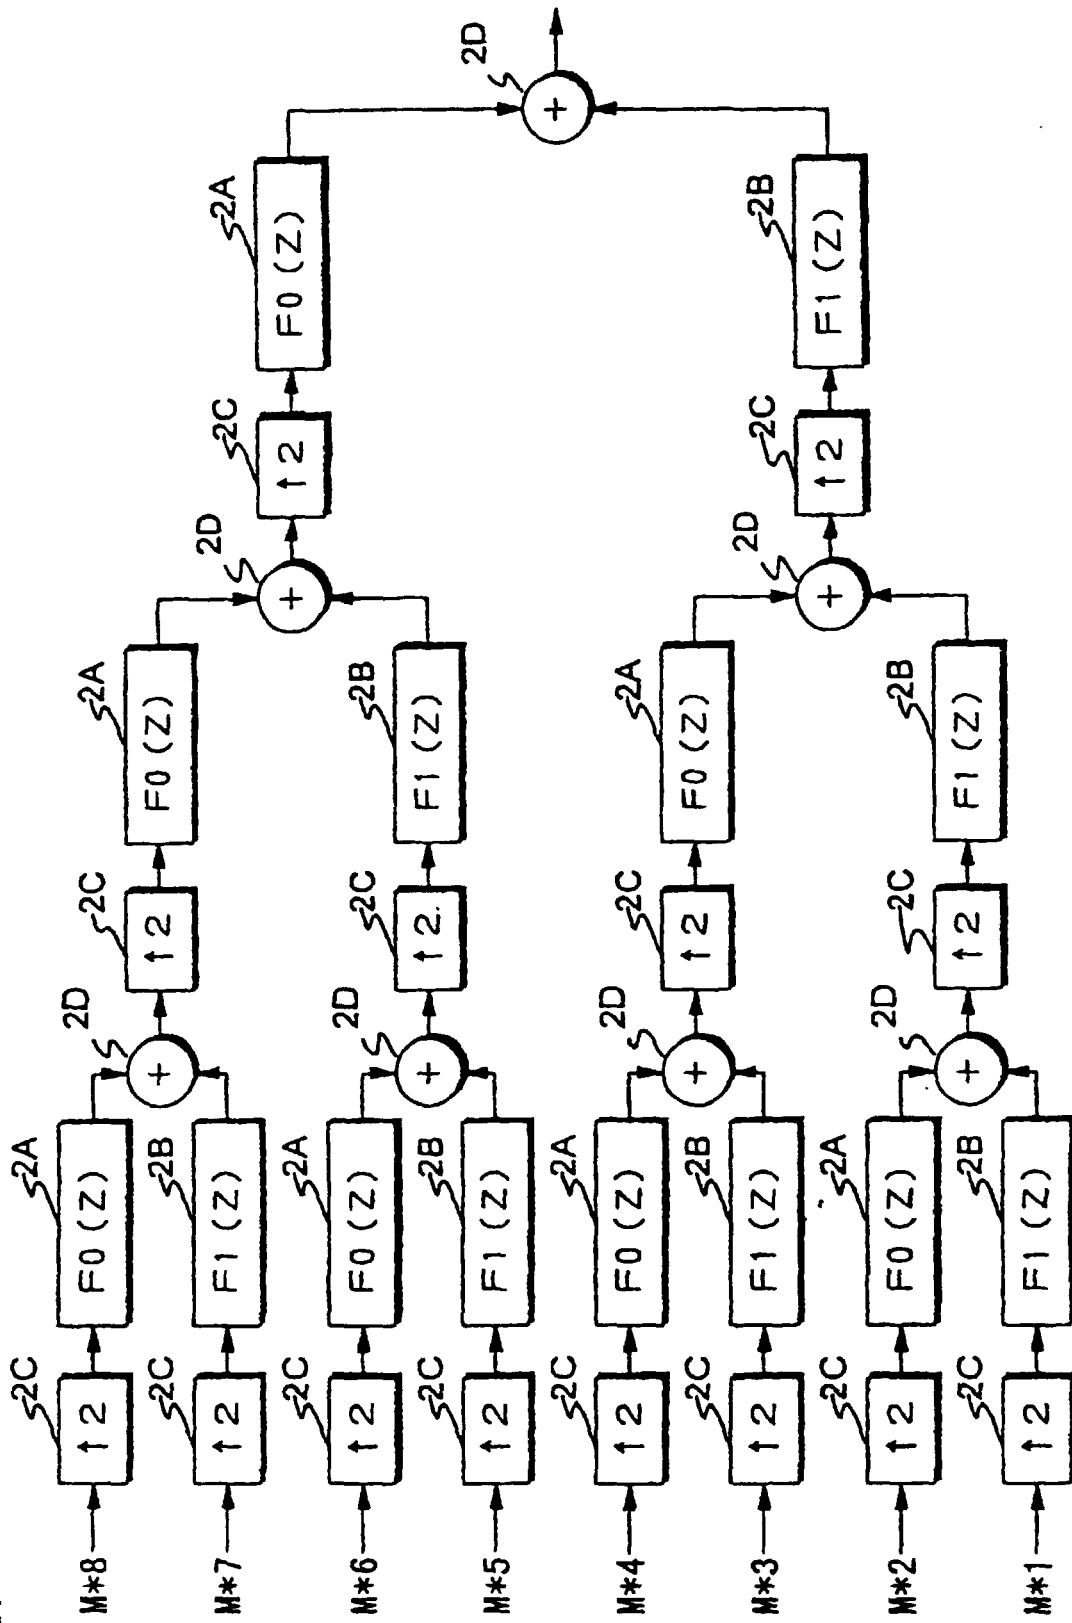 M*8 ↑2 2C F0(Z) 2A
M*7 ↑2 2C F1(Z) 2B
+ 2D ↑2 2C F0(Z) 2A
M*6 ↑2 2C F0(Z) 2A
M*5 ↑2 2C F1(Z) 2B
+ 2D ↑2 2C F1(Z) 2B
+ 2D ↑2 2C F0(Z) 2A
M*4 ↑2 2C F0(Z) 2A
M*3 ↑2 2C F1(Z) 2B
+ 2D ↑2 2C F0(Z) 2A
M*2 ↑2 2C F0(Z) 2A
M*1 ↑2 2C F1(Z) 2B
+ 2D ↑2 2C F1(Z) 2B
+ 2D ↑2 2C F1(Z) 2B
+ 2D